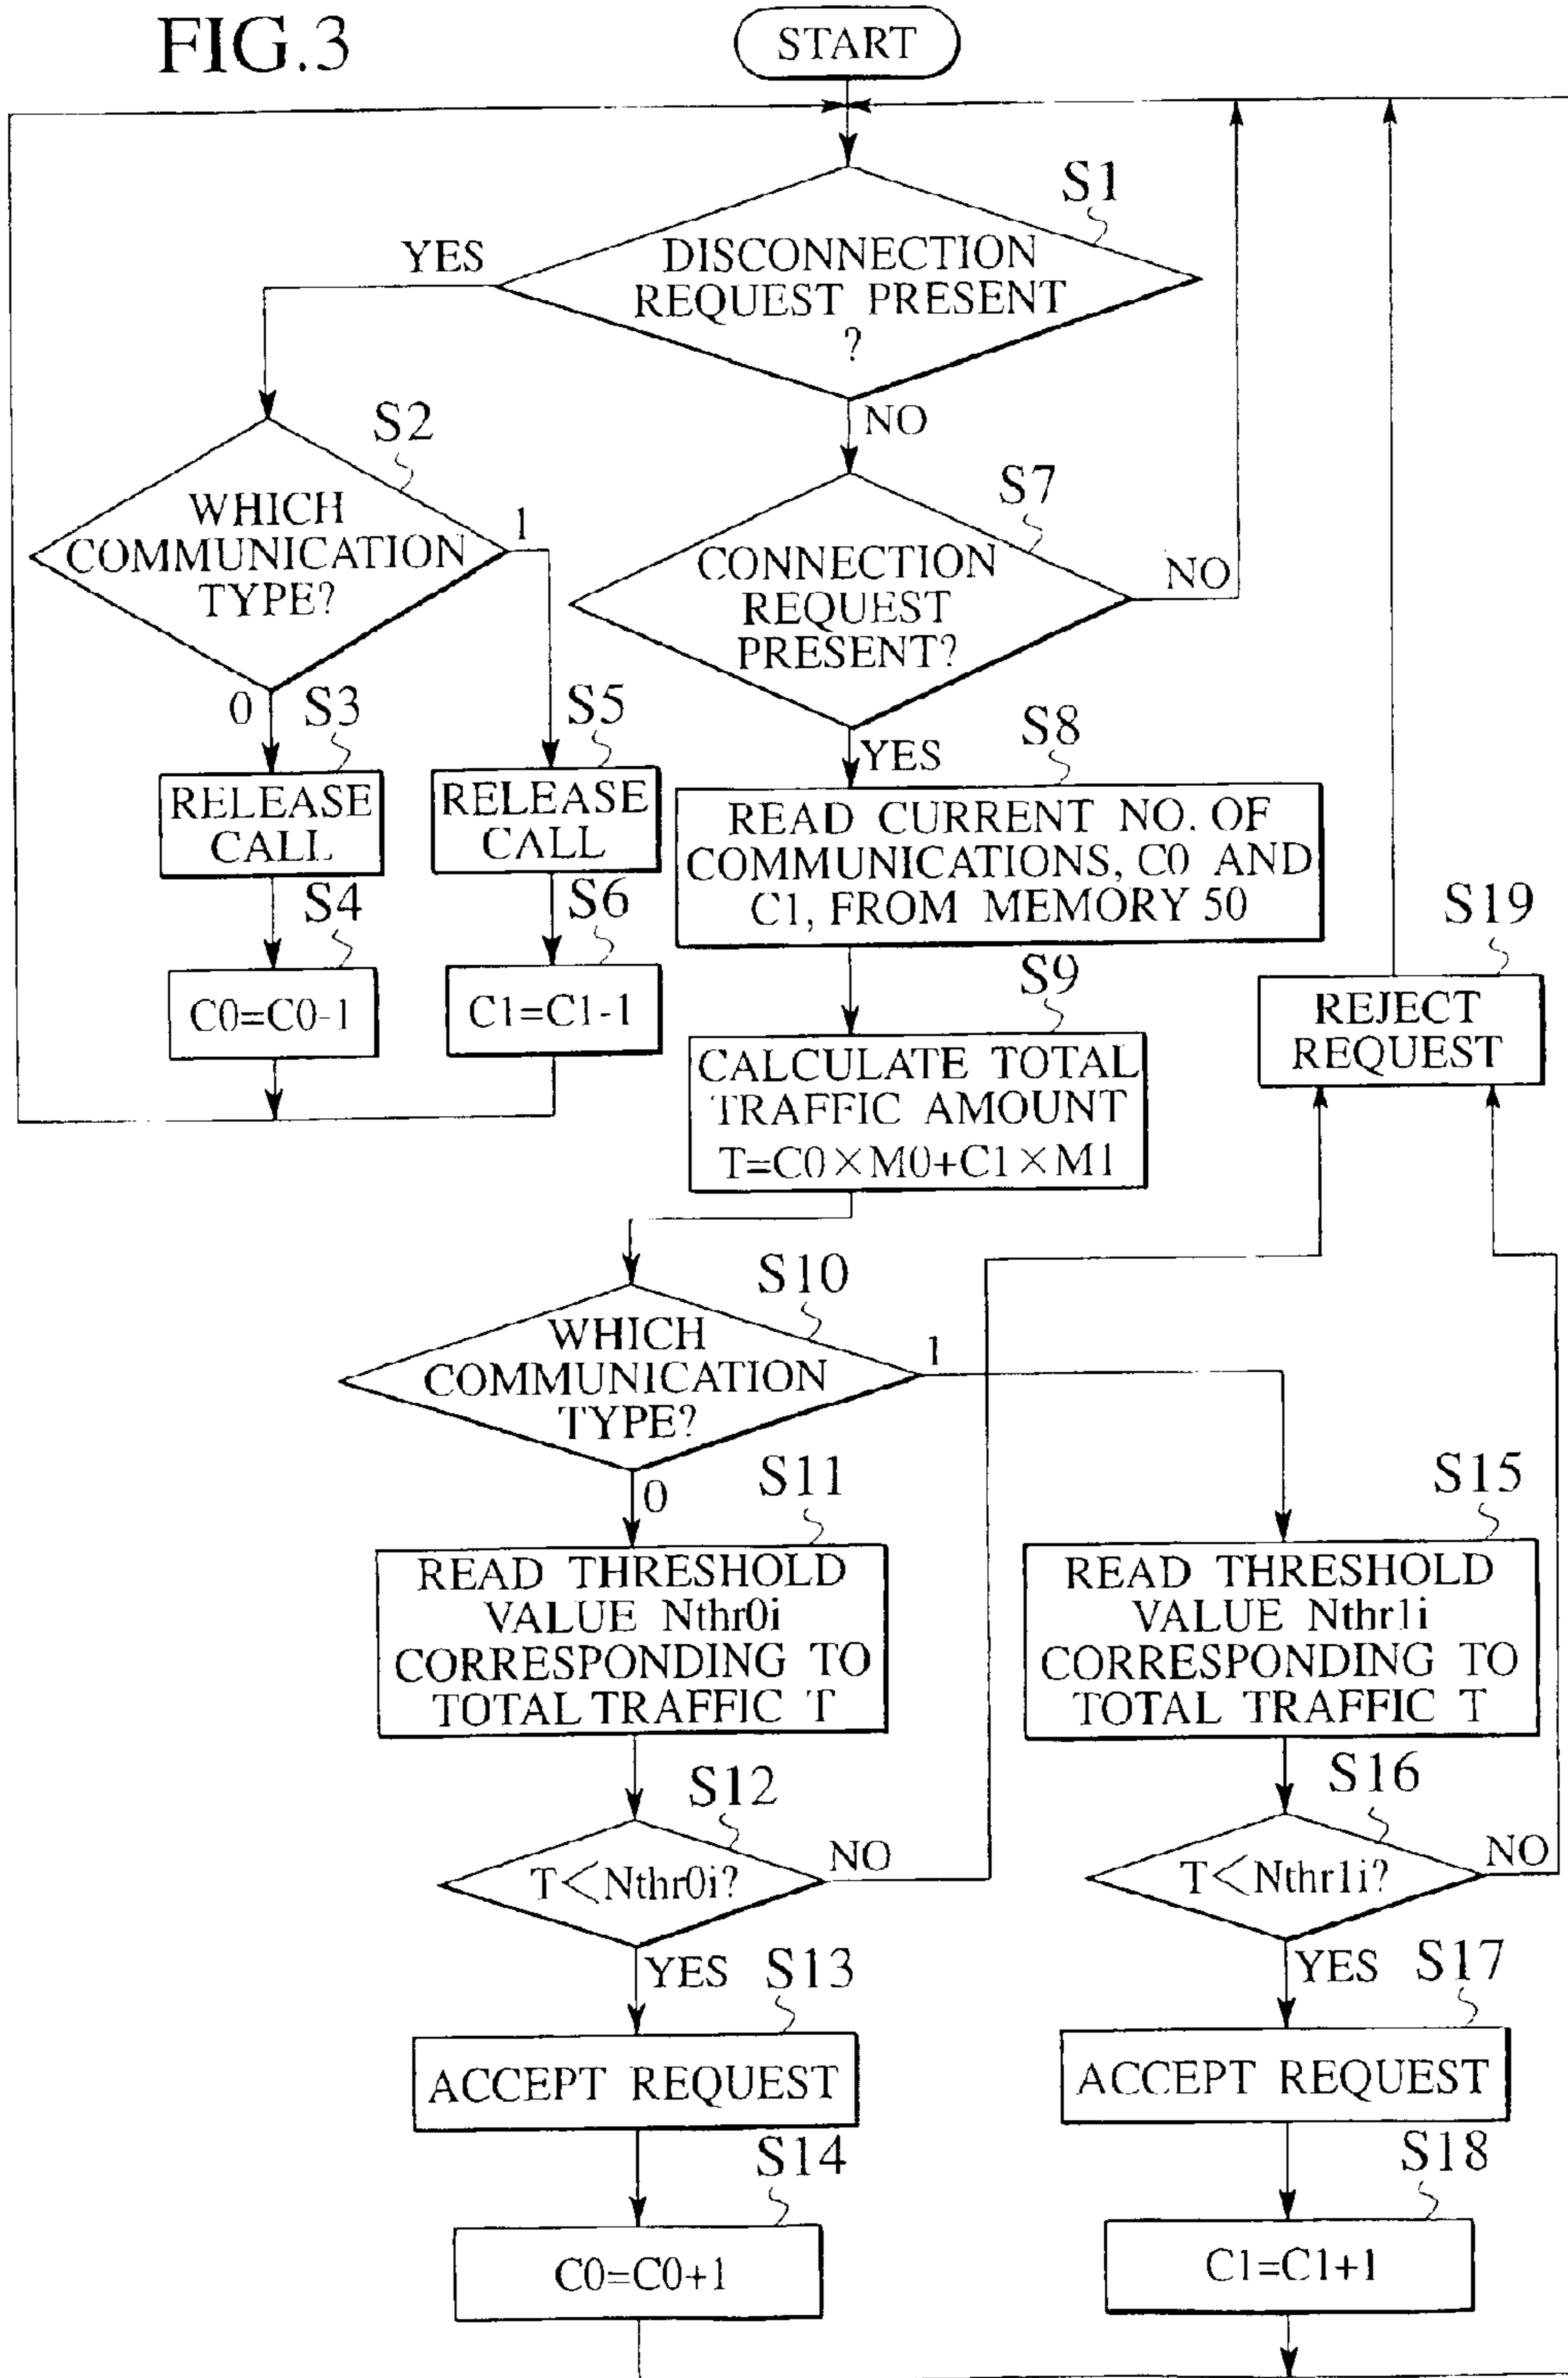 FIG.3
START
S1
YES
DISCONNECTION
REQUEST PRESENT
?
NO
S2
WHICH
COMMUNICATION
TYPE?
1
0
S7
CONNECTION
REQUEST
PRESENT?
NO
YES
S3
RELEASE
CALL
S5
RELEASE
CALL
S8
READ CURRENT NO. OF
COMMUNICATIONS, C0 AND
C1, FROM MEMORY 50
S4
C0=C0-1
S6
C1=C1-1
S9
CALCULATE TOTAL
TRAFFIC AMOUNT
T=C0×M0+C1×M1
S19
REJECT
REQUEST
S10
WHICH
COMMUNICATION
TYPE?
1
0
S11
READ THRESHOLD
VALUE Nthr0i
CORRESPONDING TO
TOTAL TRAFFIC T
S15
READ THRESHOLD
VALUE Nthr1i
CORRESPONDING TO
TOTAL TRAFFIC T
S12
T<Nthr0i?
NO
YES
S16
T<Nthr1i?
NO
YES
S13
ACCEPT REQUEST
S17
ACCEPT REQUEST
S14
C0=C0+1
S18
C1=C1+1